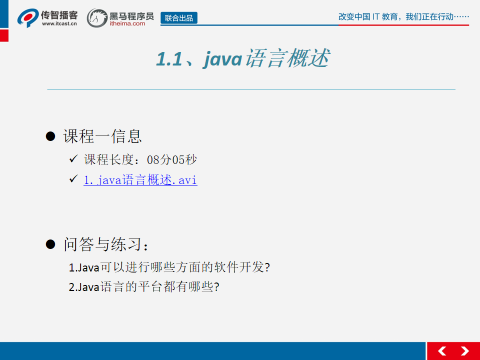 传智播客
www.itcast.cn
黑马程序员
itheima.com
联合出品
改变中国 IT 教育，我们正在行动……
1.1、java语言概述
课程一信息
课程长度：08分05秒
1.java语言概述.avi
问答与练习：
1.Java可以进行哪些方面的软件开发?
2.Java语言的平台都有哪些?